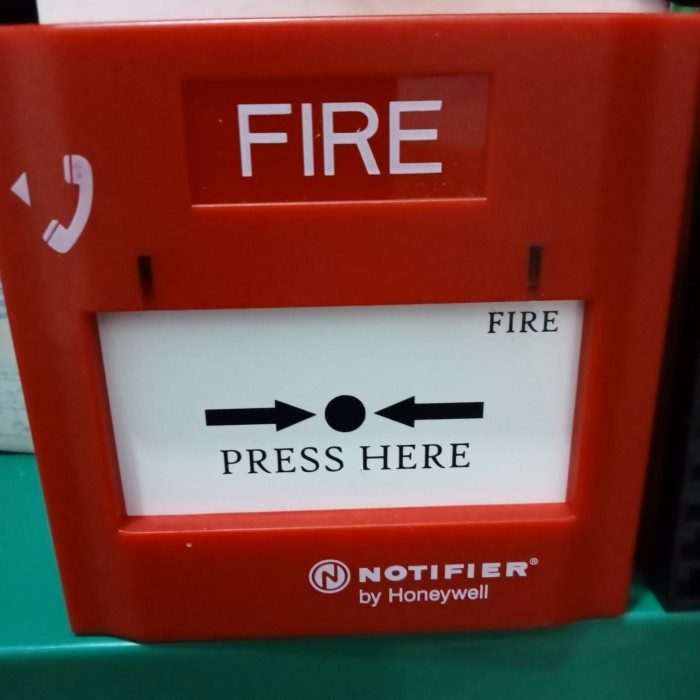 FIRE
FIRE
PRESS HERE
NOTIFIER®
by Honeywell